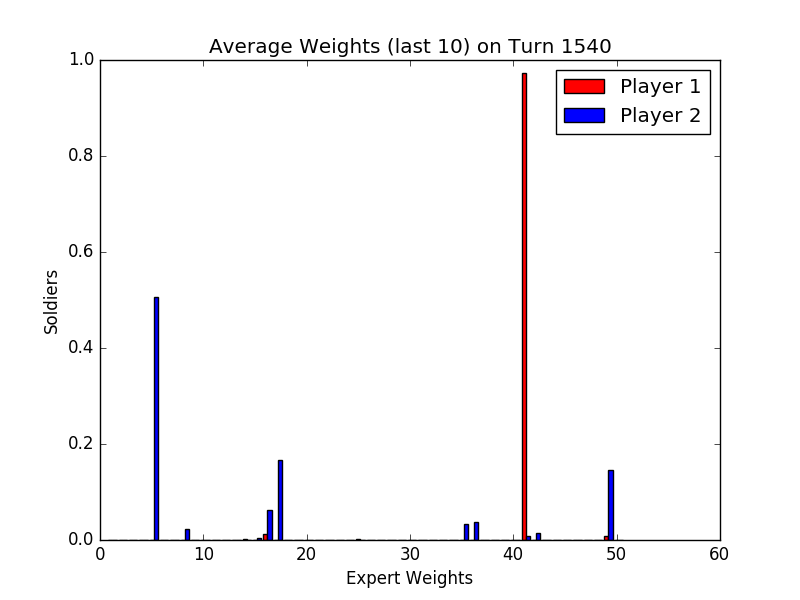 Average Weights (last 10) on Turn 1540
1.0
Player 1
Player 2
0.8
0.6
Soldiers
0.4
0.2
0.0
0 10 20 30 40 50 60
Expert Weights